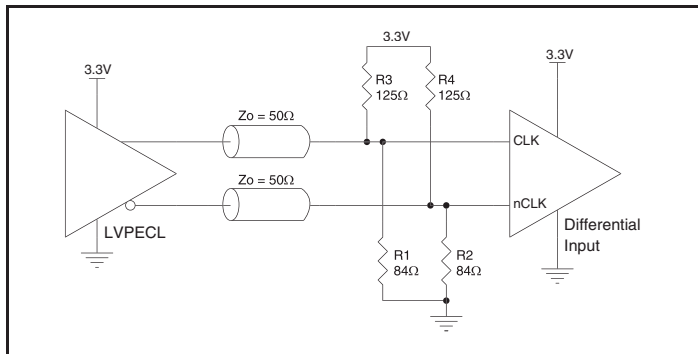 3.3V
3.3V
R3
125Ω
R4
125Ω
3.3V
Zo = 50Ω
CLK
Zo = 50Ω
nCLK
LVPECL
Differential
Input
R1
84Ω
R2
84Ω